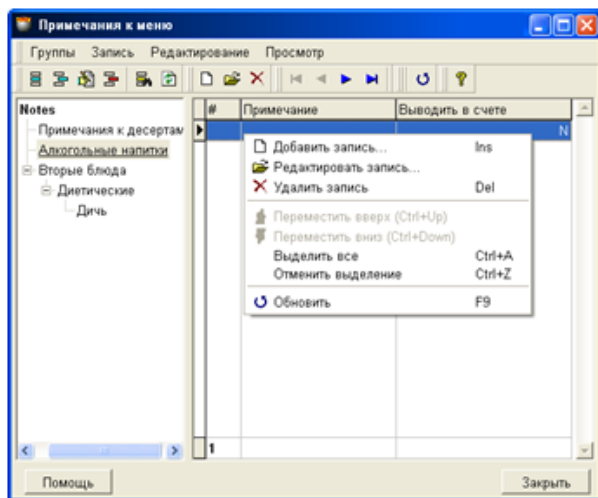 Примечания к меню
Группы Запись Редактирование Просмотр
Notes
# Примечание Выводить в счете
Примечания к десертам
N
Алкогольные напитки
Вторые блюда
Диетические
Дичь
Добавить запись... Ins
Редактировать запись...
Удалить запись Del
Переместить вверх (Ctrl+Up)
Переместить вниз (Ctrl+Down)
Выделить все Ctrl+A
Отменить выделение Ctrl+Z
Обновить F9
1
Помощь Закрыть